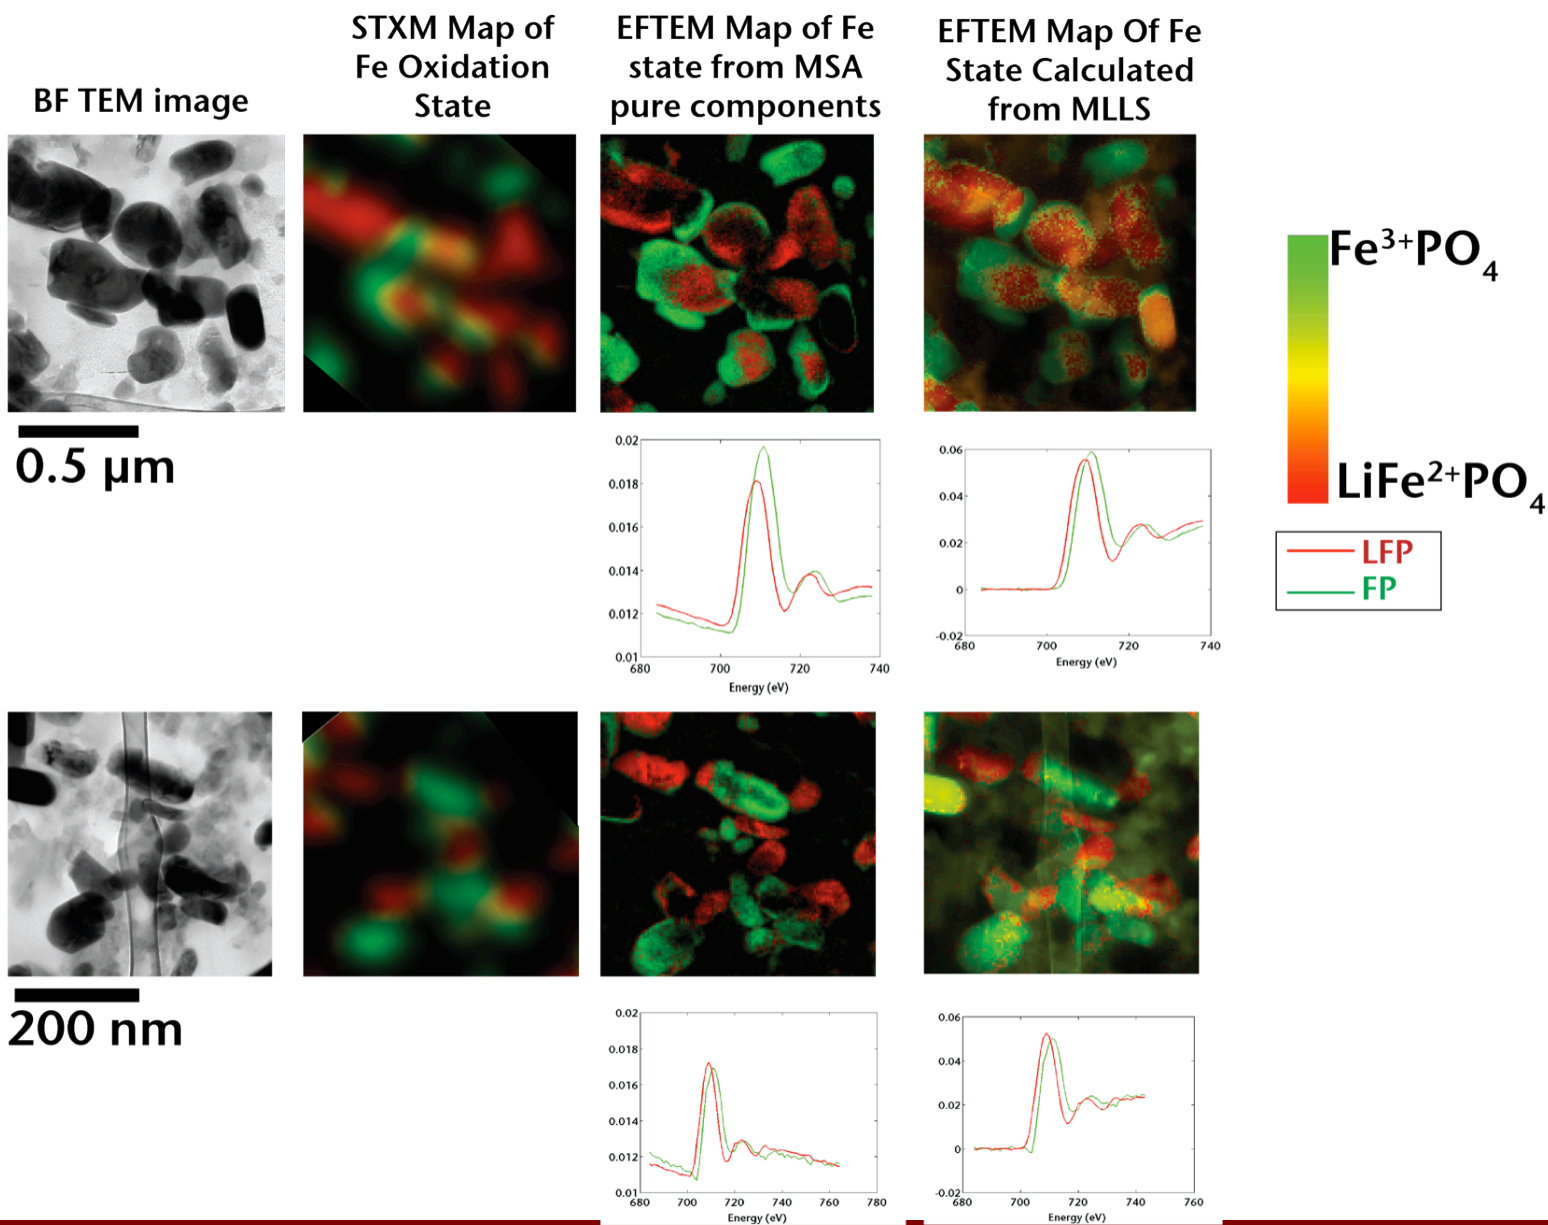 BF TEM image
STXM Map of
Fe Oxidation
State
EFTEM Map of Fe
state from MSA
pure components
EFTEM Map Of Fe
State Calculated
from MLLS
Fe³⁺PO₄
LiFe²⁺PO₄
LFP
FP
0.5 µm
0.02
0.018
0.016
0.014
0.012
0.01
680 700 720 740
Energy (eV)
0.06
0.04
0.02
0
-0.02
680 700 720 740
Energy (eV)
200 nm
0.02
0.018
0.016
0.014
0.012
0.01
680 700 720 740 760 780
Energy (eV)
0.06
0.04
0.02
0
-0.02
680 700 720 740 760
Energy (eV)